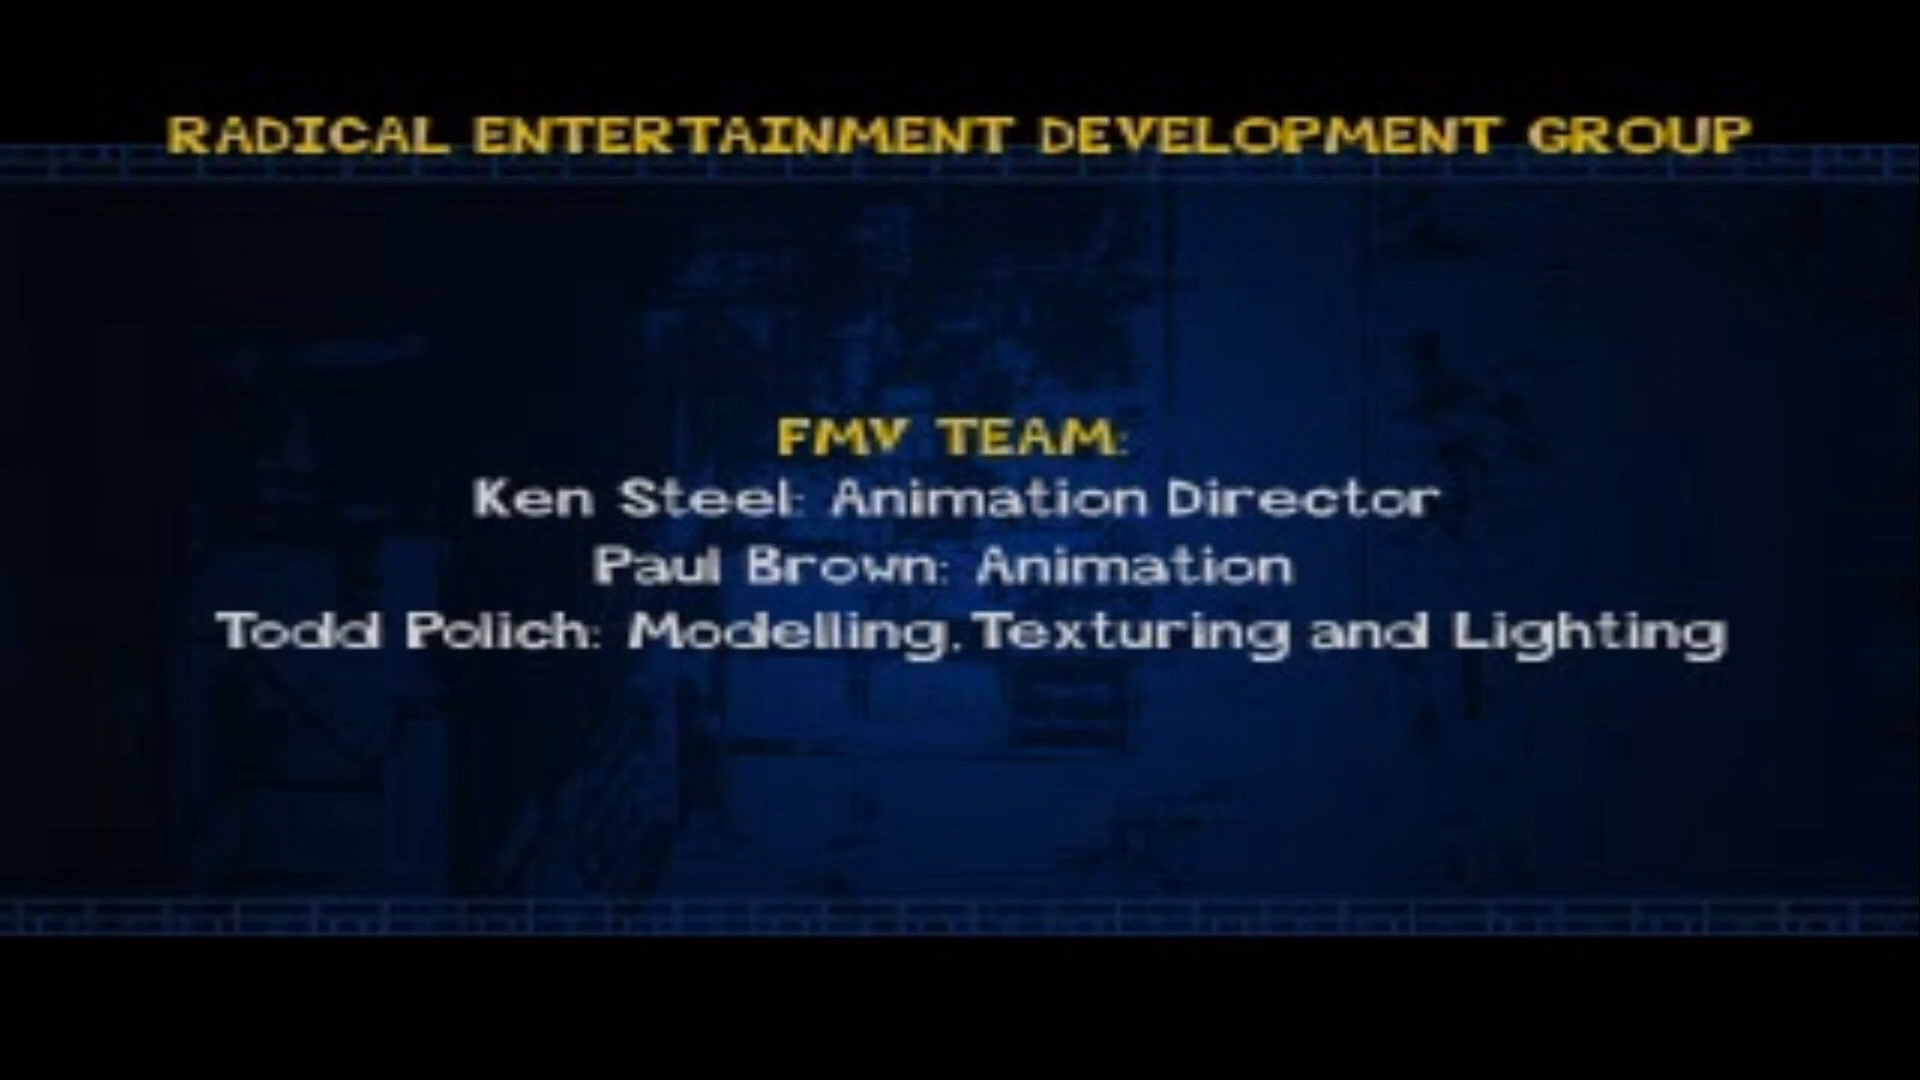 RADICAL ENTERTAINMENT DEVELOPMENT GROUP
FMV TEAM:
Ken Steel: Animation Director
Paul Brown: Animation
Todd Polich: Modelling, Texturing and Lighting